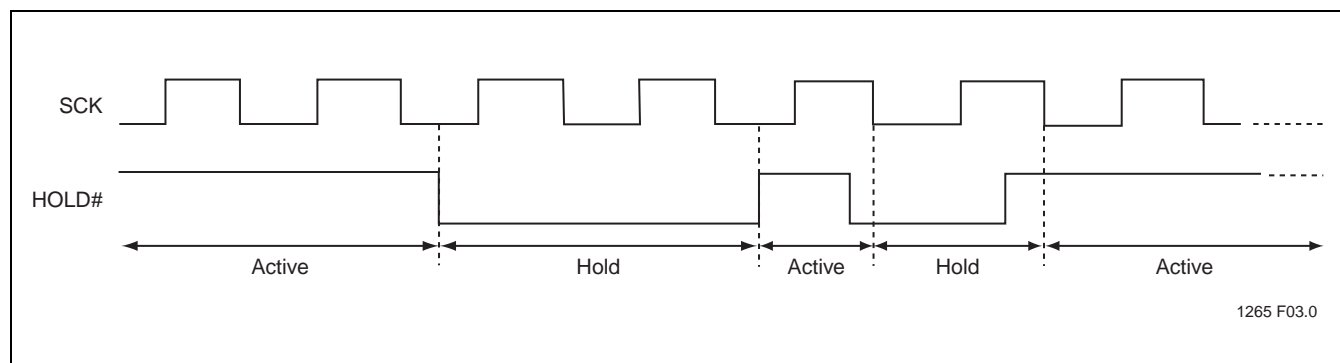 SCK
HOLD#
Active
Hold
Active
Hold
Active
1265 F03.0